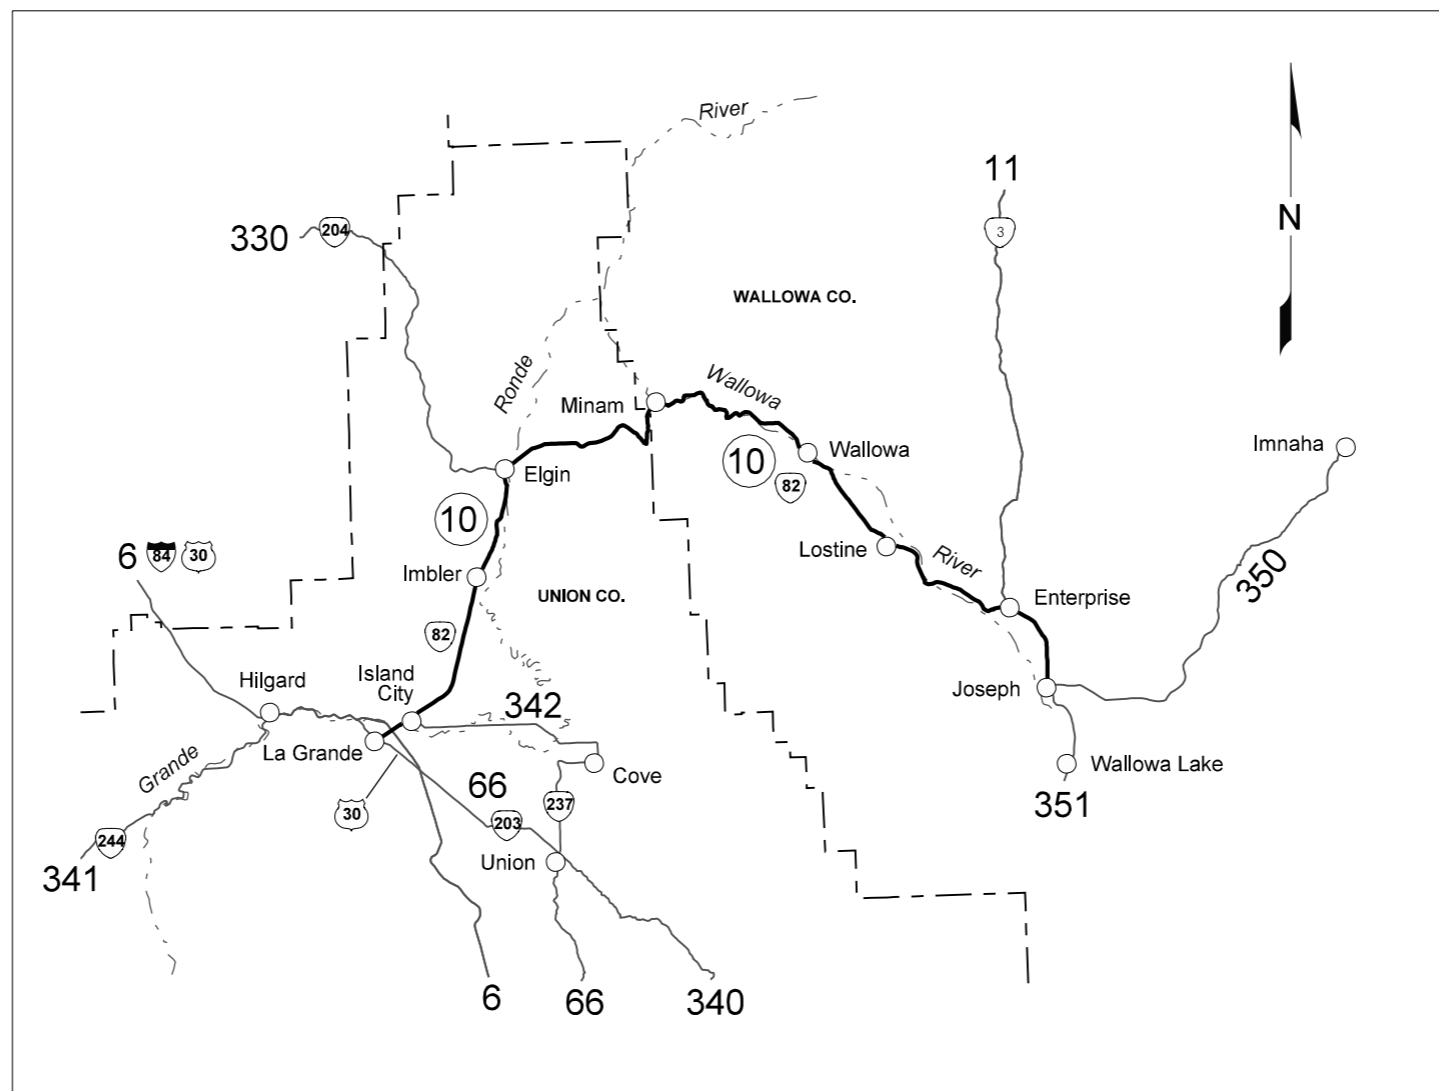 River
11
3
N
330
204
WALLOWA CO.
Ronde
Wallowa
Minam
10
82
Wallowa
Imnaha
Elgin
10
Lostine
River
350
6
84
30
Imbler
UNION CO.
Enterprise
82
Island
City
Hilgard
342
Joseph
La Grande
Grande
Cove
Wallowa Lake
66
30
203
237
351
244
341
Union
6
66
340